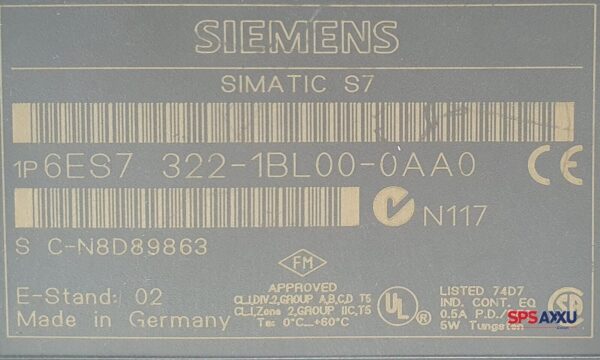 SIEMENS
SIMATIC S7
1P 6ES7 322-1BL00-0AA0
CE
N117
S C-N8D89863
FM
APPROVED
CL.I,DIV.2,GROUP A,B,C,D T5
CL.I,Zone 2,GROUP IIC,T5
Ta: 0°C...+60°C
E-Stand: 02
Made in Germany
UL
LISTED 74D7
IND. CONT. EQ
0.5A P.D./
5W Tungsten
SPS AXXU